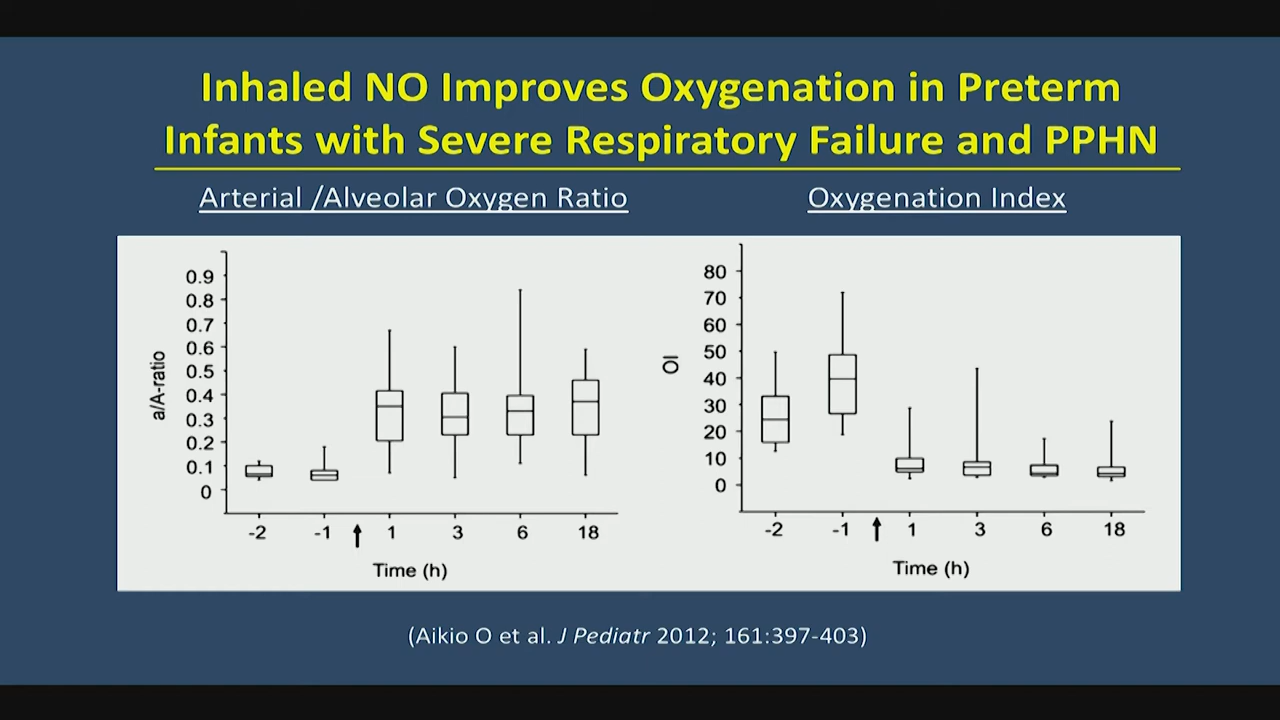 Inhaled NO Improves Oxygenation in Preterm
Infants with Severe Respiratory Failure and PPHN
Arterial /Alveolar Oxygen Ratio
Oxygenation Index
a/A-ratio
0.9
0.8
0.7
0.6
0.5
0.4
0.3
0.2
0.1
0
-2 -1 1 3 6 18
Time (h)
OI
80
70
60
50
40
30
20
10
0
-2 -1 1 3 6 18
Time (h)
(Aikio O et al. J Pediatr 2012; 161:397-403)